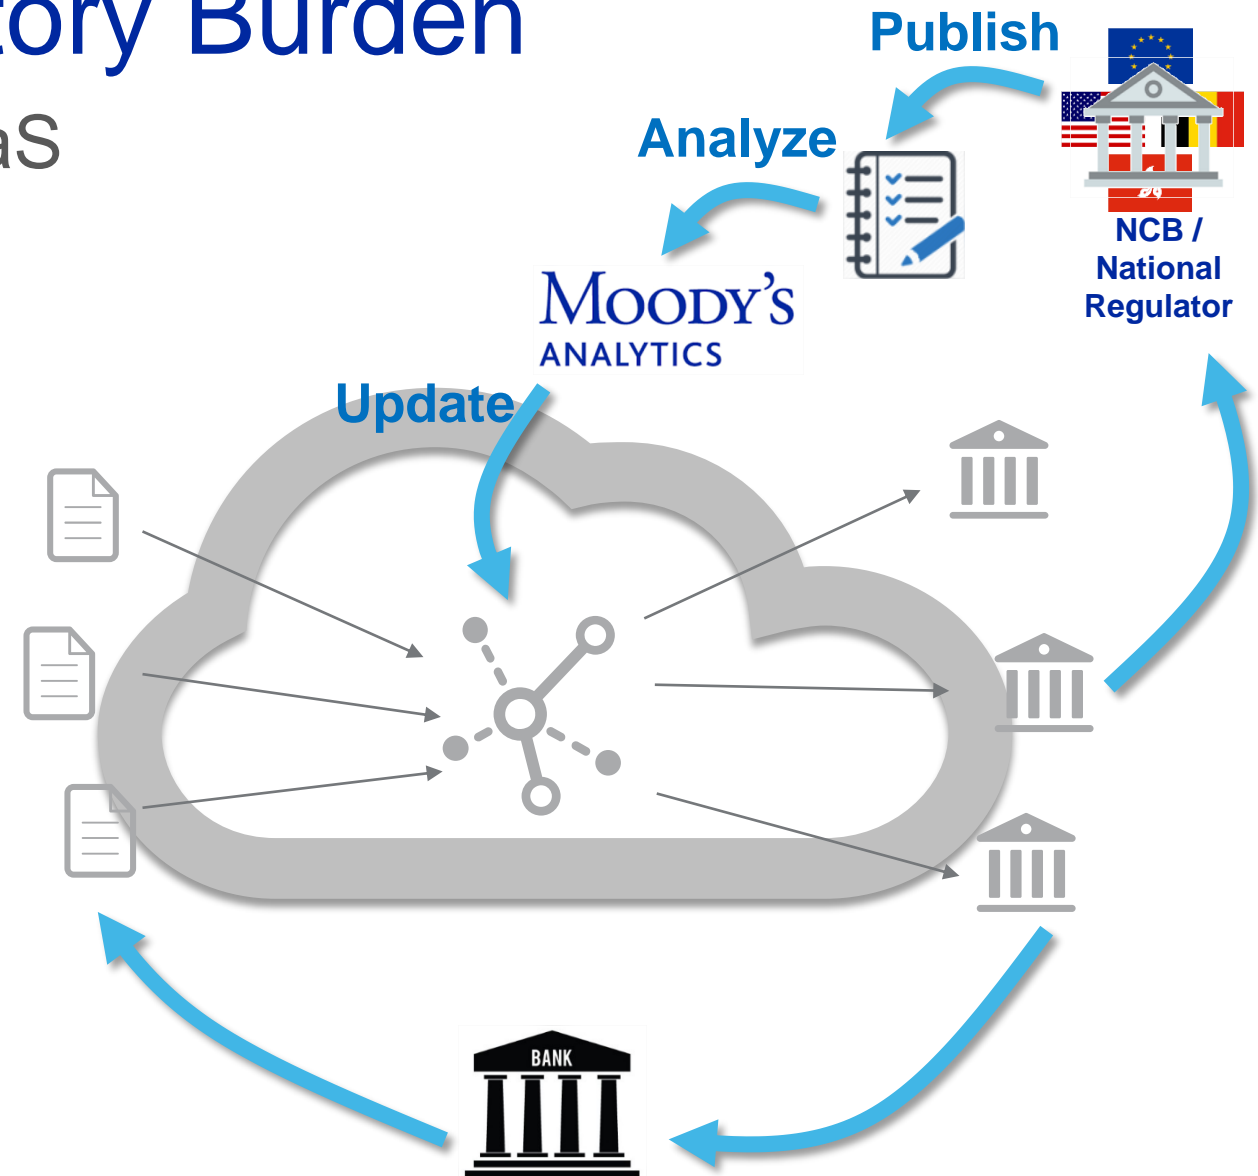 tory Burden
aS
Publish
Analyze
NCB /
National
Regulator
MOODY'S
ANALYTICS
Update
BANK